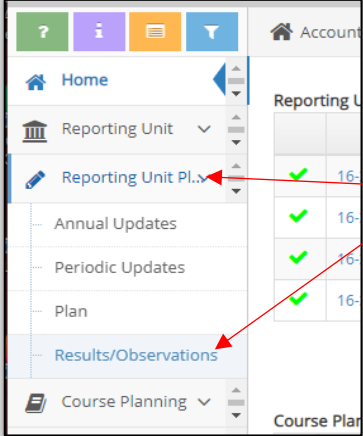 ? i
Account
Home
Reporting U
Reporting Unit
Reporting Unit Pl...
16-
Annual Updates
16-
Periodic Updates
16-
Plan
16-
Results/Observations
Course Planning
Course Plan